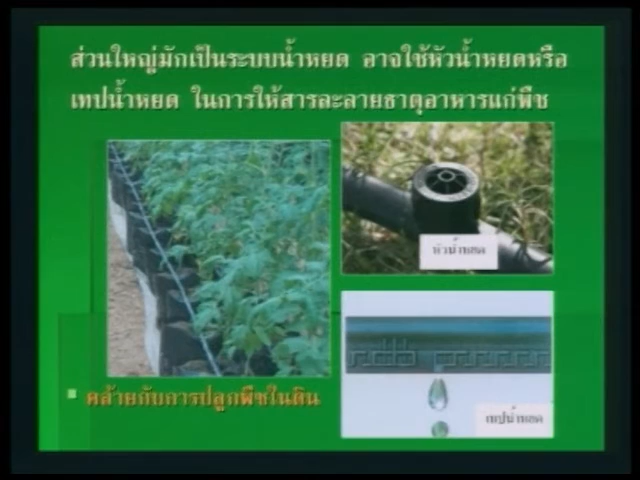 ส่วนใหญ่มักเป็นระบบน้ำหยด อาจใช้หัวน้ำหยดหรือ
เทปน้ำหยด ในการให้สารละลายธาตุอาหารแก่พืช
หัวน้ำหยด
เทปน้ำหยด
คล้ายกับการปลูกพืชในดิน